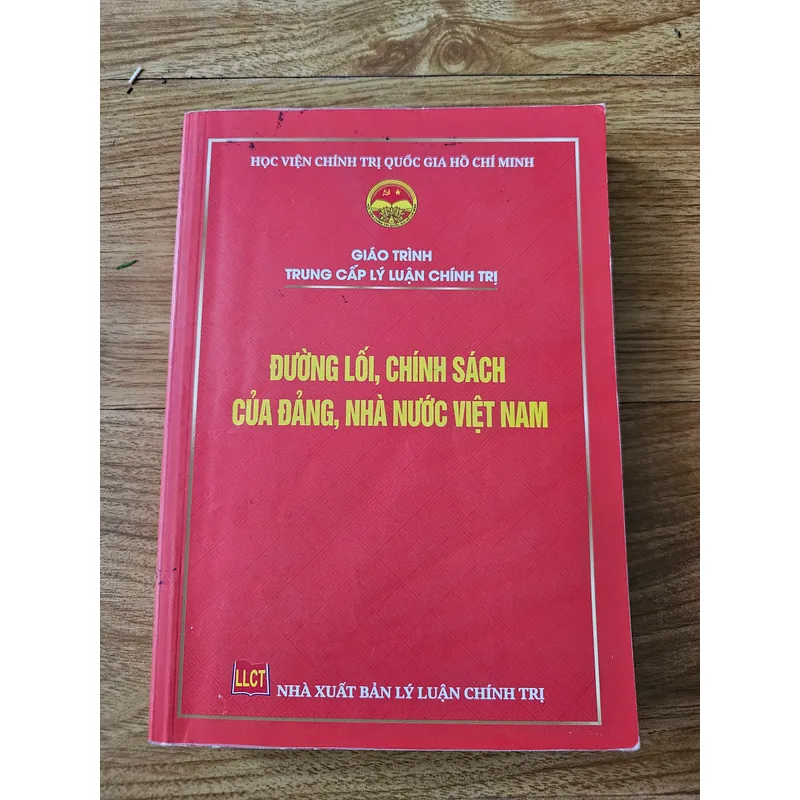 HỌC VIỆN CHÍNH TRỊ QUỐC GIA HỒ CHÍ MINH
GIÁO TRÌNH
TRUNG CẤP LÝ LUẬN CHÍNH TRỊ
ĐƯỜNG LỐI, CHÍNH SÁCH
CỦA ĐẢNG, NHÀ NƯỚC VIỆT NAM
LLCT
NHÀ XUẤT BẢN LÝ LUẬN CHÍNH TRỊ